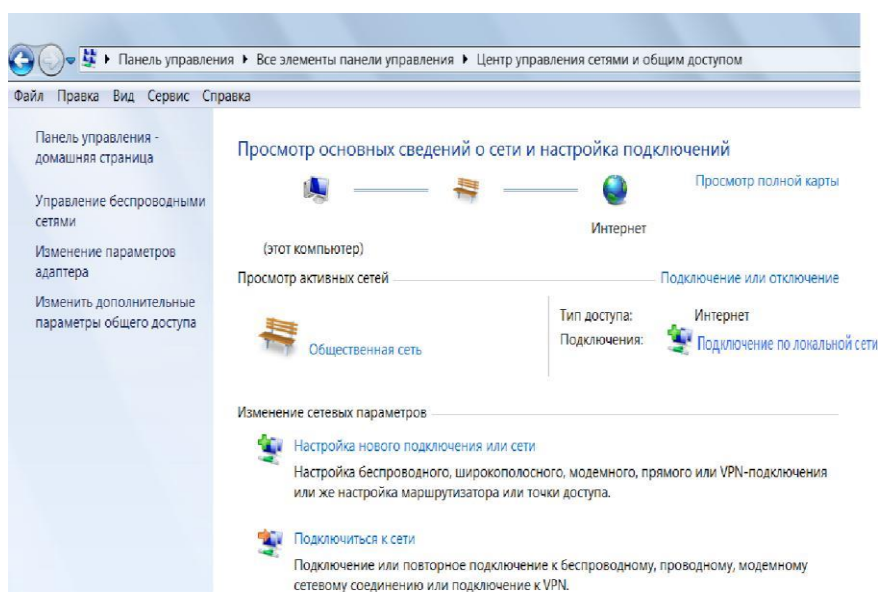 Панель управления ▸ Все элементы панели управления ▸ Центр управления сетями и общим доступом
Файл Правка Вид Сервис Справка
Панель управления -
домашняя страница
Управление беспроводными
сетями
Изменение параметров
адаптера
Изменить дополнительные
параметры общего доступа
Просмотр основных сведений о сети и настройка подключений
Просмотр полной карты
Интернет
(этот компьютер)
Просмотр активных сетей
Подключение или отключение
Общественная сеть
Тип доступа: Интернет
Подключения: Подключение по локальной сети
Изменение сетевых параметров
Настройка нового подключения или сети
Настройка беспроводного, широкополосного, модемного, прямого или VPN-подключения
или же настройка маршрутизатора или точки доступа.
Подключиться к сети
Подключение или повторное подключение к беспроводному, проводному, модемному
сетевому соединению или подключение к VPN.